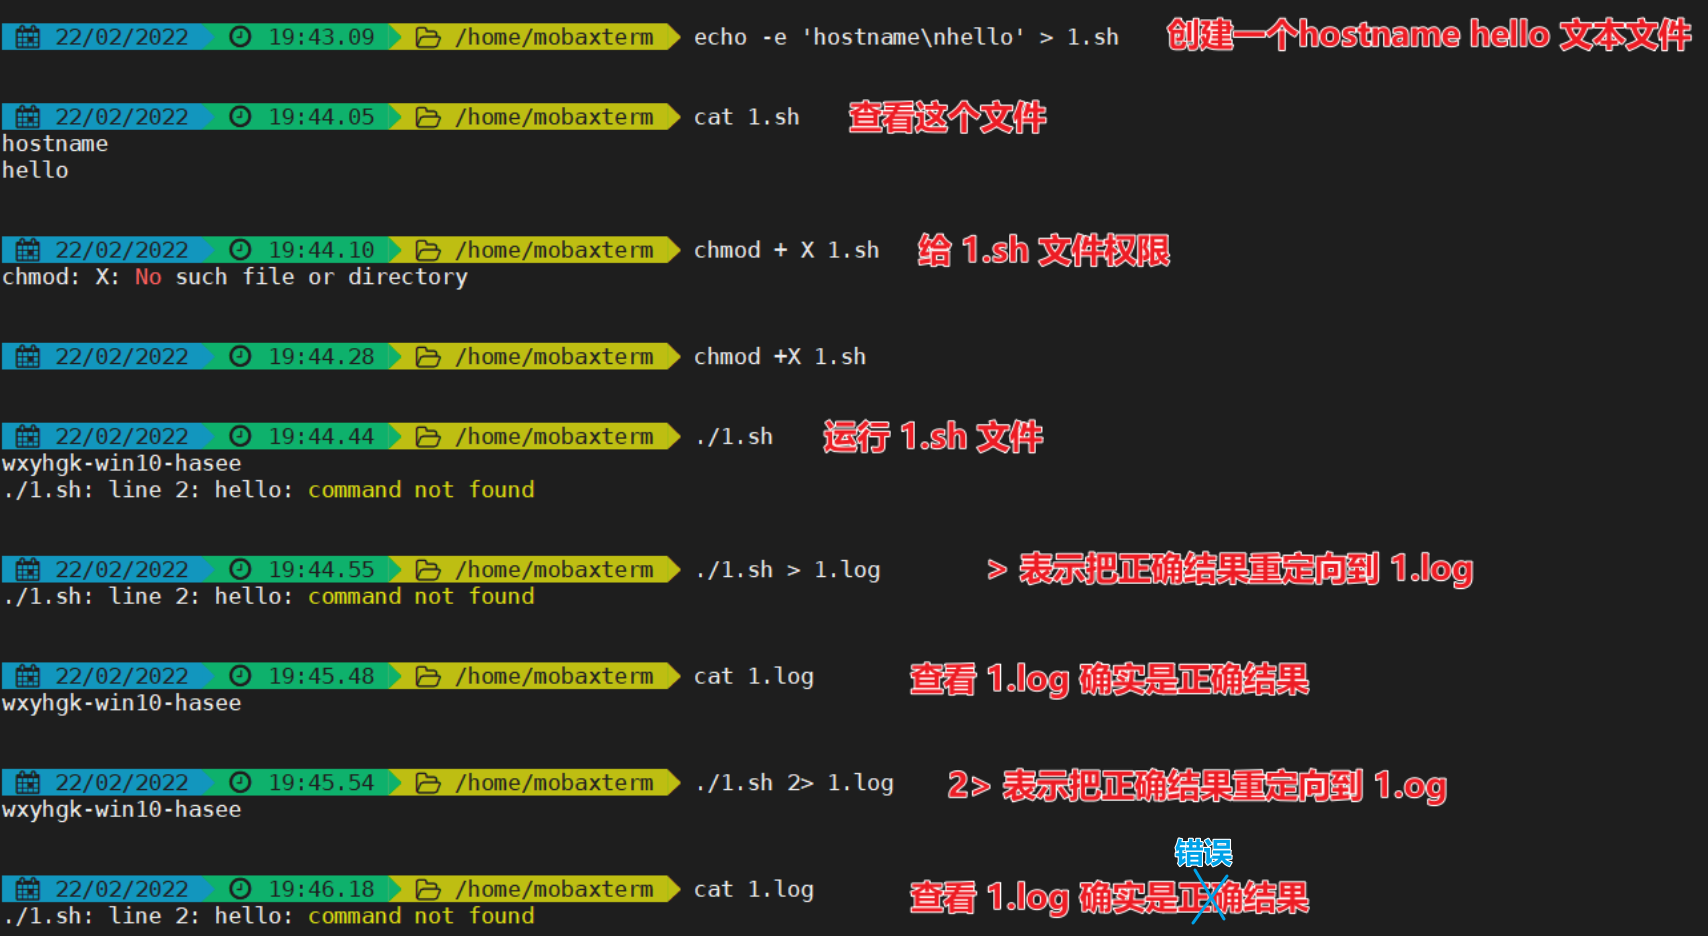 22/02/2022 19:43.09 /home/mobaxterm echo -e 'hostname\nhello' > 1.sh 创建一个hostname hello 文本文件
22/02/2022 19:44.05 /home/mobaxterm cat 1.sh 查看这个文件
hostname
hello
22/02/2022 19:44.10 /home/mobaxterm chmod + X 1.sh 给 1.sh 文件权限
chmod: X: No such file or directory
22/02/2022 19:44.28 /home/mobaxterm chmod +X 1.sh
22/02/2022 19:44.44 /home/mobaxterm ./1.sh 运行 1.sh 文件
wxyhgk-win10-hasee
./1.sh: line 2: hello: command not found
22/02/2022 19:44.55 /home/mobaxterm ./1.sh > 1.log > 表示把正确结果重定向到 1.log
./1.sh: line 2: hello: command not found
22/02/2022 19:45.48 /home/mobaxterm cat 1.log 查看 1.log 确实是正确结果
wxyhgk-win10-hasee
22/02/2022 19:45.54 /home/mobaxterm ./1.sh 2> 1.log 2> 表示把正确结果重定向到 1.og
wxyhgk-win10-hasee
错误
22/02/2022 19:46.18 /home/mobaxterm cat 1.log 查看 1.log 确实是正确结果
./1.sh: line 2: hello: command not found